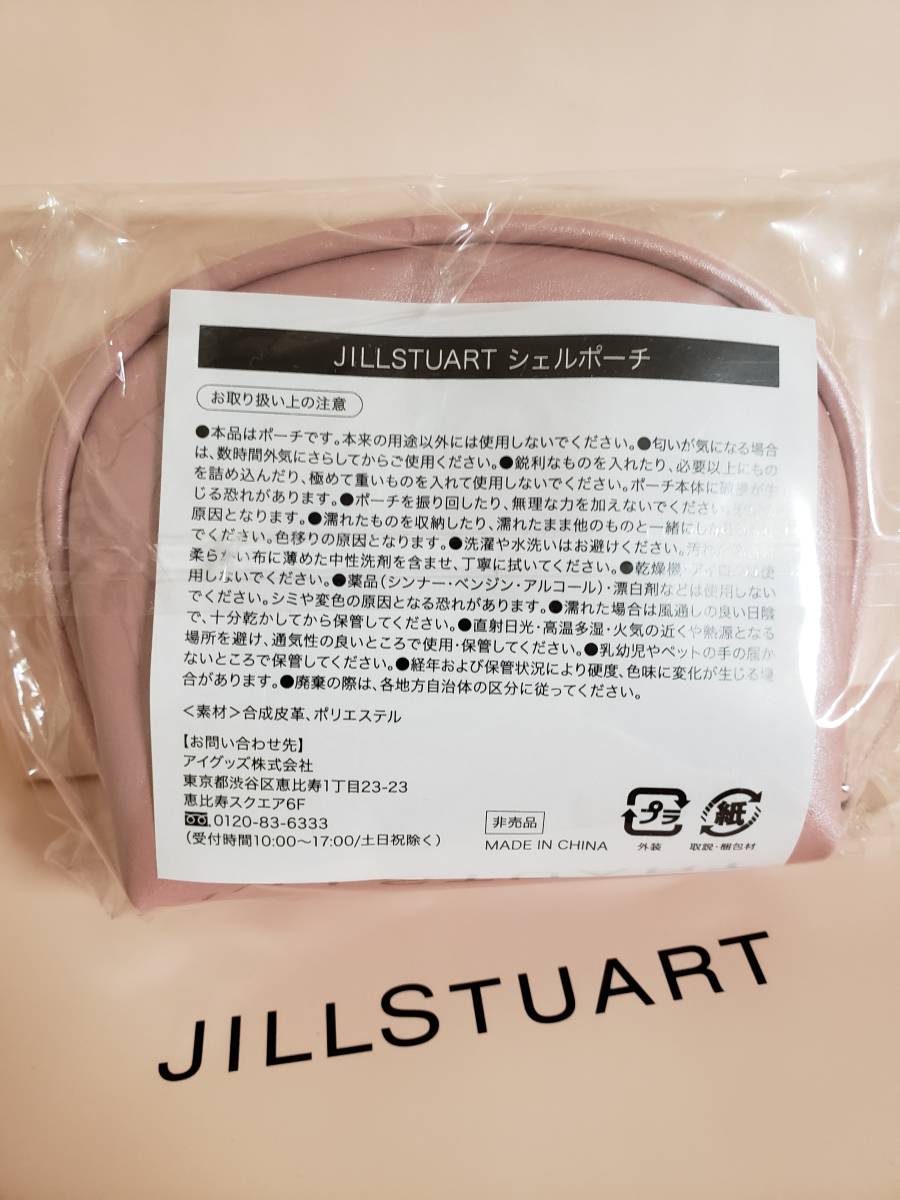 JILLSTUART シェルポーチ
お取り扱い上の注意
●本品はポーチです。本来の用途以外には使用しないでください。●匂いが気になる場合
は、数時間外気にさらしてからご使用ください。●鋭利なものを入れたり、必要以上にもの
を詰め込んだり、極めて重いものを入れて使用しないでください。ポーチ本体に破損が生
じる恐れがあります。●ポーチを振り回したり、無理な力を加えないでください。
原因となります。●濡れたものを収納したり、濡れたまま他のものと一緒にし
でください。色移りの原因となります。●洗濯や水洗いはお避けください。汚れ
柔らかい布に薄めた中性洗剤を含ませ、丁寧に拭いてください。●乾燥機・アイロンは使
用しないでください。●薬品(シンナー・ベンジン・アルコール)・漂白剤などは使用しない
でください。シミや変色の原因となる恐れがあります。●濡れた場合は風通しの良い日陰
で、十分乾かしてから保管してください。●直射日光・高温多湿・火気の近くや熱源となる
場所を避け、通気性の良いところで使用・保管してください。●乳幼児やペットの手の届か
ないところで保管してください。●経年および保管状況により硬度、色味に変化が生じる場
合があります。●廃棄の際は、各地方自治体の区分に従ってください。
<素材>合成皮革、ポリエステル
【お問い合わせ先】
アイグッズ株式会社
東京都渋谷区恵比寿1丁目23-23
恵比寿スクエア6F
0120-83-6333
(受付時間10:00〜17:00/土日祝除く)
非売品
MADE IN CHINA
プラ
外装
紙
取説・梱包材
JILLSTUART